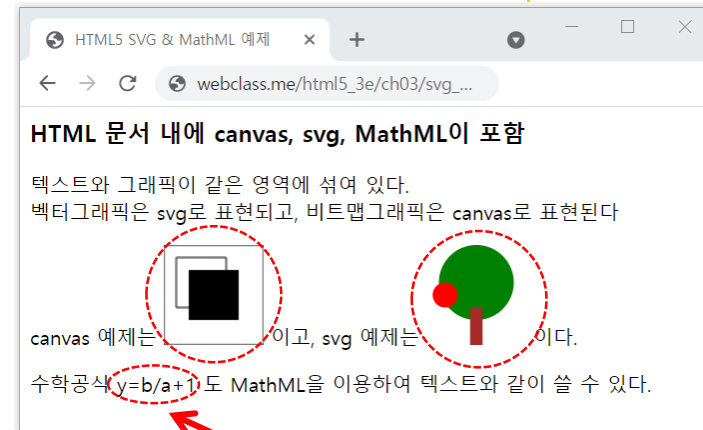 HTML5 SVG & MathML 예제
webclass.me/html5_3e/ch03/svg_...
HTML 문서 내에 canvas, svg, MathML이 포함
텍스트와 그래픽이 같은 영역에 섞여 있다.
벡터그래픽은 svg로 표현되고, 비트맵그래픽은 canvas로 표현된다
canvas 예제는 이고, svg 예제는 이다.
수학공식 y=b/a+1 도 MathML을 이용하여 텍스트와 같이 쓸 수 있다.